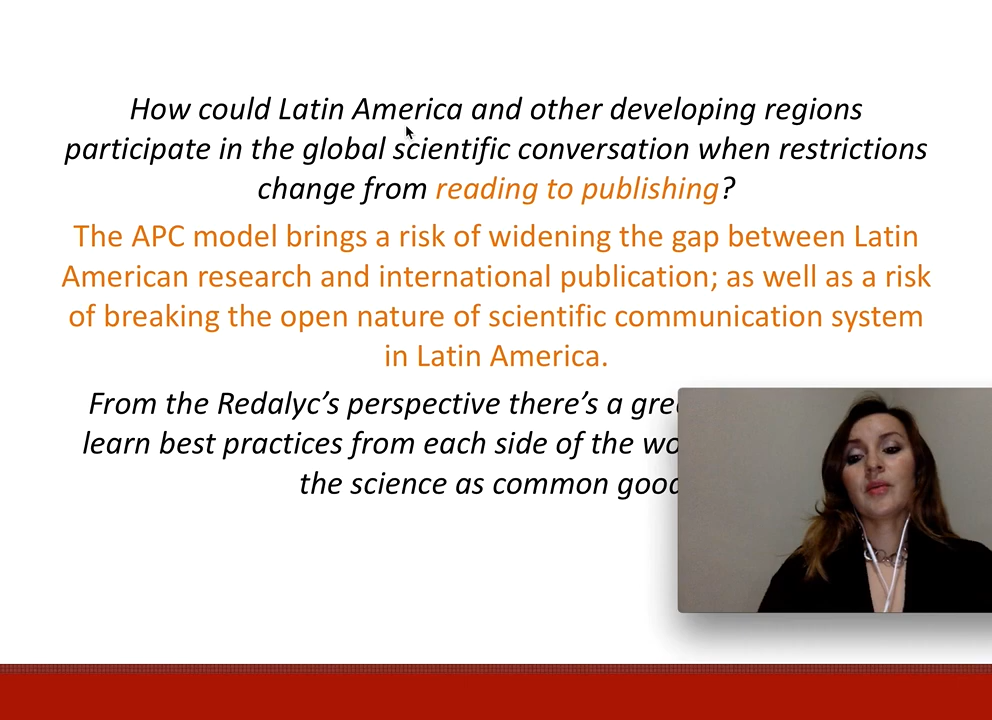 How could Latin America and other developing regions
participate in the global scientific conversation when restrictions
change from reading to publishing?
The APC model brings a risk of widening the gap between Latin
American research and international publication; as well as a risk
of breaking the open nature of scientific communication system
in Latin America.
From the Redalyc’s perspective there’s a
learn best practices from each side of the
the science as common